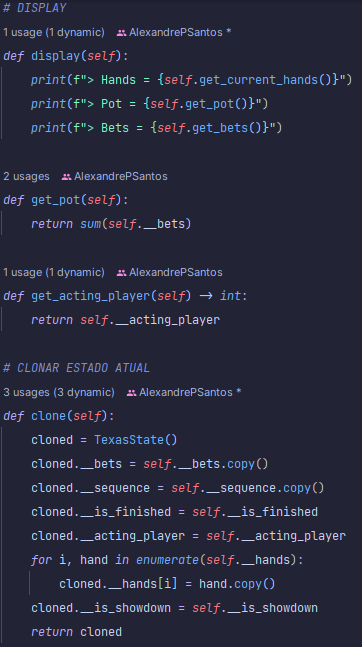 # DISPLAY
1 usage (1 dynamic) AlexandrePSantos *
def display(self):
    print(f"> Hands = {self.get_current_hands()}")
    print(f"> Pot = {self.get_pot()}")
    print(f"> Bets = {self.get_bets()}")
2 usages AlexandrePSantos
def get_pot(self):
    return sum(self.__bets)
1 usage (1 dynamic) AlexandrePSantos
def get_acting_player(self) -> int:
    return self.__acting_player
# CLONAR ESTADO ATUAL
3 usages (3 dynamic) AlexandrePSantos *
def clone(self):
    cloned = TexasState()
    cloned.__bets = self.__bets.copy()
    cloned.__sequence = self.__sequence.copy()
    cloned.__is_finished = self.__is_finished
    cloned.__acting_player = self.__acting_player
    for i, hand in enumerate(self.__hands):
        cloned.__hands[i] = hand.copy()
    cloned.__is_showdown = self.__is_showdown
    return cloned